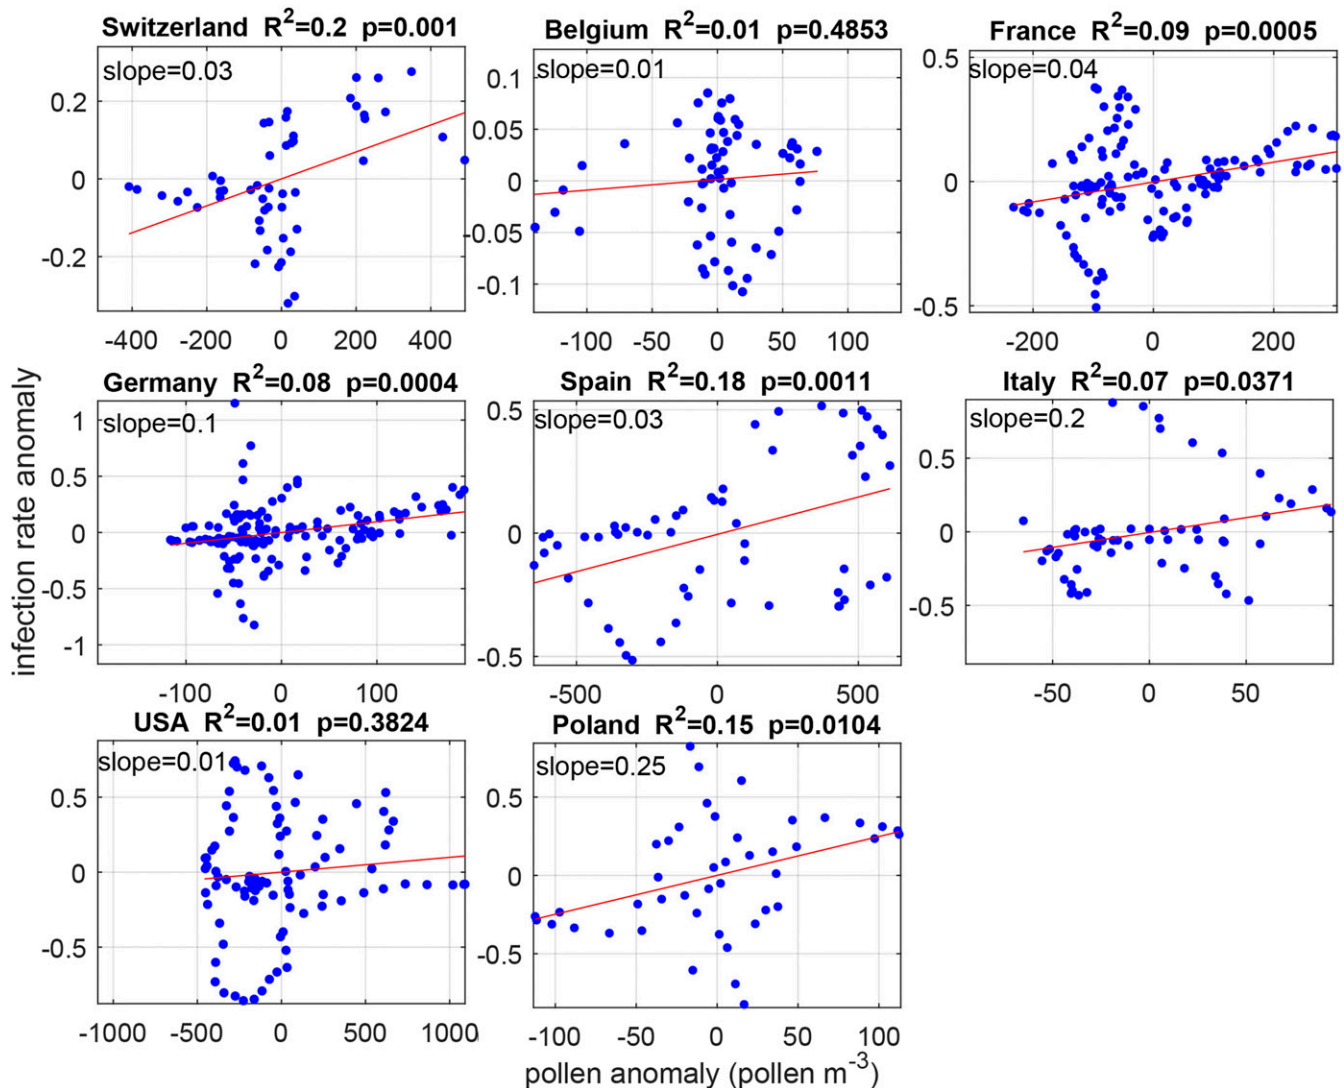 Switzerland R²=0.2 p=0.001
slope=0.03
0.2
0
-0.2
-400 -200 0 200 400
Belgium R²=0.01 p=0.4853
slope=0.01
0.1
0.05
0
-0.05
-0.1
-100 -50 0 50 100
France R²=0.09 p=0.0005
slope=0.04
0.5
0
-0.5
-200 0 200
infection rate anomaly
Germany R²=0.08 p=0.0004
slope=0.1
1
0.5
0
-0.5
-1
-100 0 100
Spain R²=0.18 p=0.0011
slope=0.03
0.5
0
-0.5
-500 0 500
Italy R²=0.07 p=0.0371
slope=0.2
0.5
0
-0.5
-50 0 50
USA R²=0.01 p=0.3824
slope=0.01
0.5
0
-0.5
-1000 -500 0 500 1000
Poland R²=0.15 p=0.0104
slope=0.25
0.5
0
-0.5
-100 -50 0 50 100
pollen anomaly (pollen m⁻³)